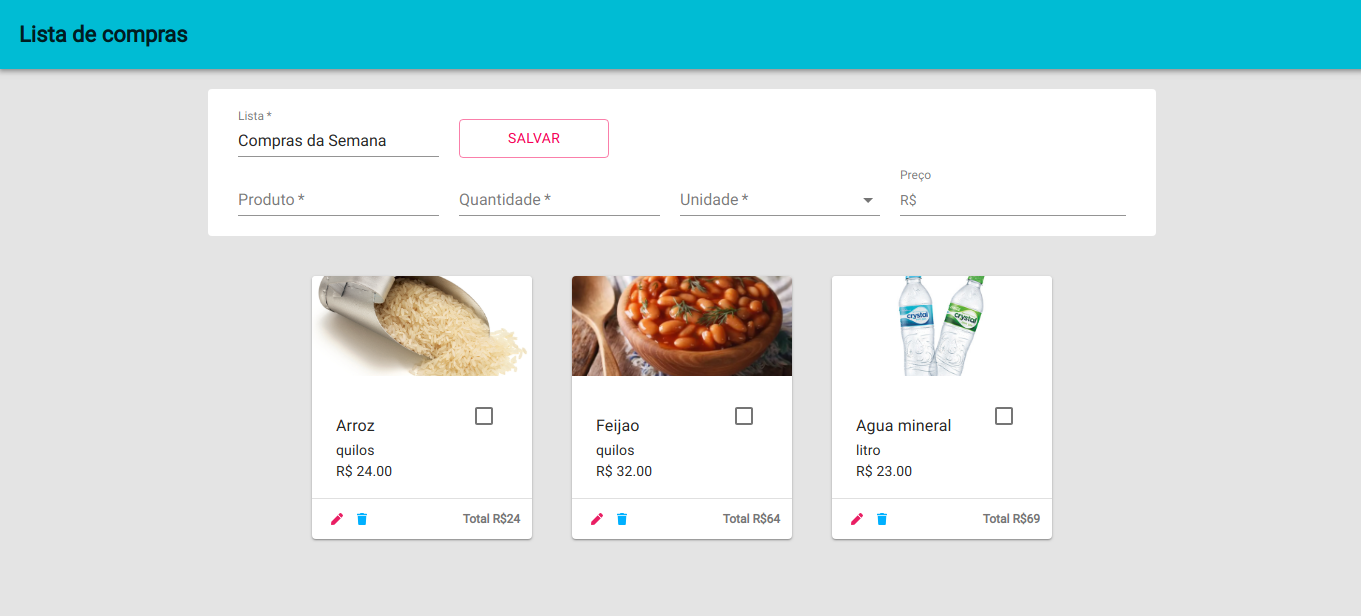 Lista de compras
Lista *
Compras da Semana
SALVAR
Produto *
Quantidade *
Unidade *
Preço
R$
crystal
crystal
Arroz
quilos
R$ 24.00
Total R$24
Feijao
quilos
R$ 32.00
Total R$64
Agua mineral
litro
R$ 23.00
Total R$69